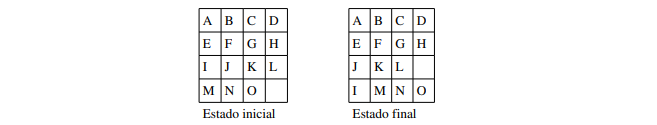 A B C D A B C D
E F G H E F G H
I J K L J K L
M N O I M N O
Estado inicial Estado final